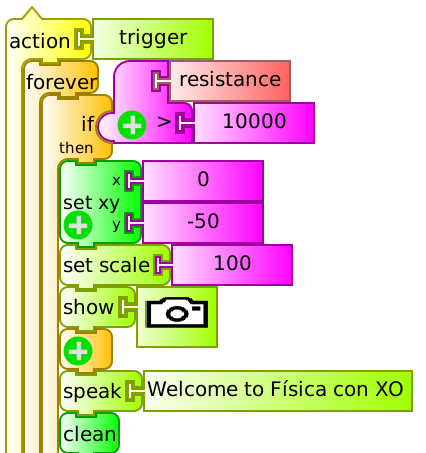 action trigger
forever
resistance
if > 10000
then
x 0
set xy
y -50
set scale 100
show
speak Welcome to Física con XO
clean